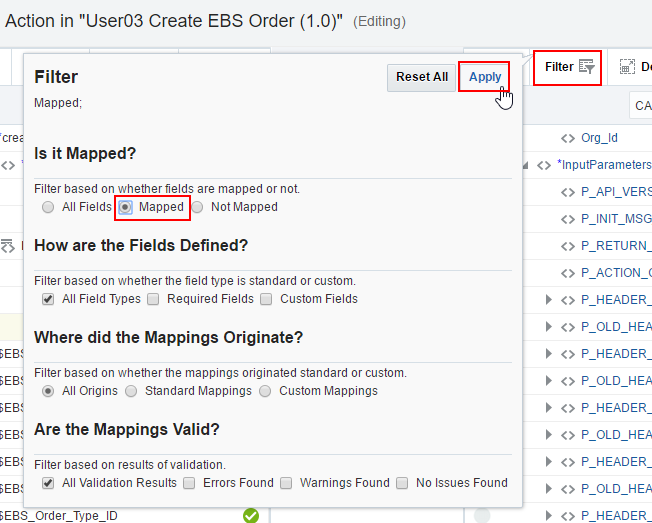 Action in "User03 Create EBS Order (1.0)" (Editing)
Filter
Reset All
Apply
Filter
Mapped;
CA
*crea
Org_Id
Is it Mapped?
*InputParameters
Filter based on whether fields are mapped or not.
P_API_VERS
All Fields
Mapped
Not Mapped
P_INIT_MSG
How are the Fields Defined?
P_RETURN_
Filter based on whether the field type is standard or custom.
P_ACTION_
All Field Types
Required Fields
Custom Fields
P_HEADER_
P_OLD_HEA
Where did the Mappings Originate?
$EBS
P_HEADER_
Filter based on whether the mappings originated standard or custom.
$EBS
P_OLD_HEA
All Origins
Standard Mappings
Custom Mappings
$EBS
P_HEADER_
Are the Mappings Valid?
$EBS
P_OLD_HEA
Filter based on results of validation.
$EBS
P_HEADER_
All Validation Results
Errors Found
Warnings Found
No Issues Found
$EBS
P_OLD_HEA
$EBS_Order_Type_ID
P_HEADER_